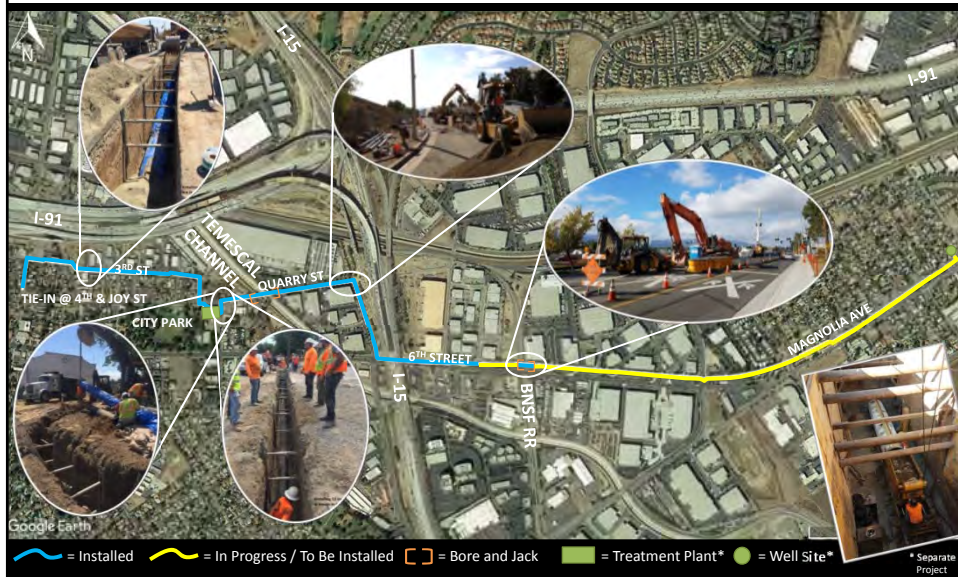 N
I-15
I-91
I-91
TEMESCAL
CHANNEL
3RD ST
QUARRY ST
TIE-IN @ 4TH & JOY ST
CITY PARK
6TH STREET
MAGNOLIA AVE
I-15
BNSF RR
Google Earth
= Installed
= In Progress / To Be Installed
= Bore and Jack
= Treatment Plant*
= Well Site*
* Separate
Project